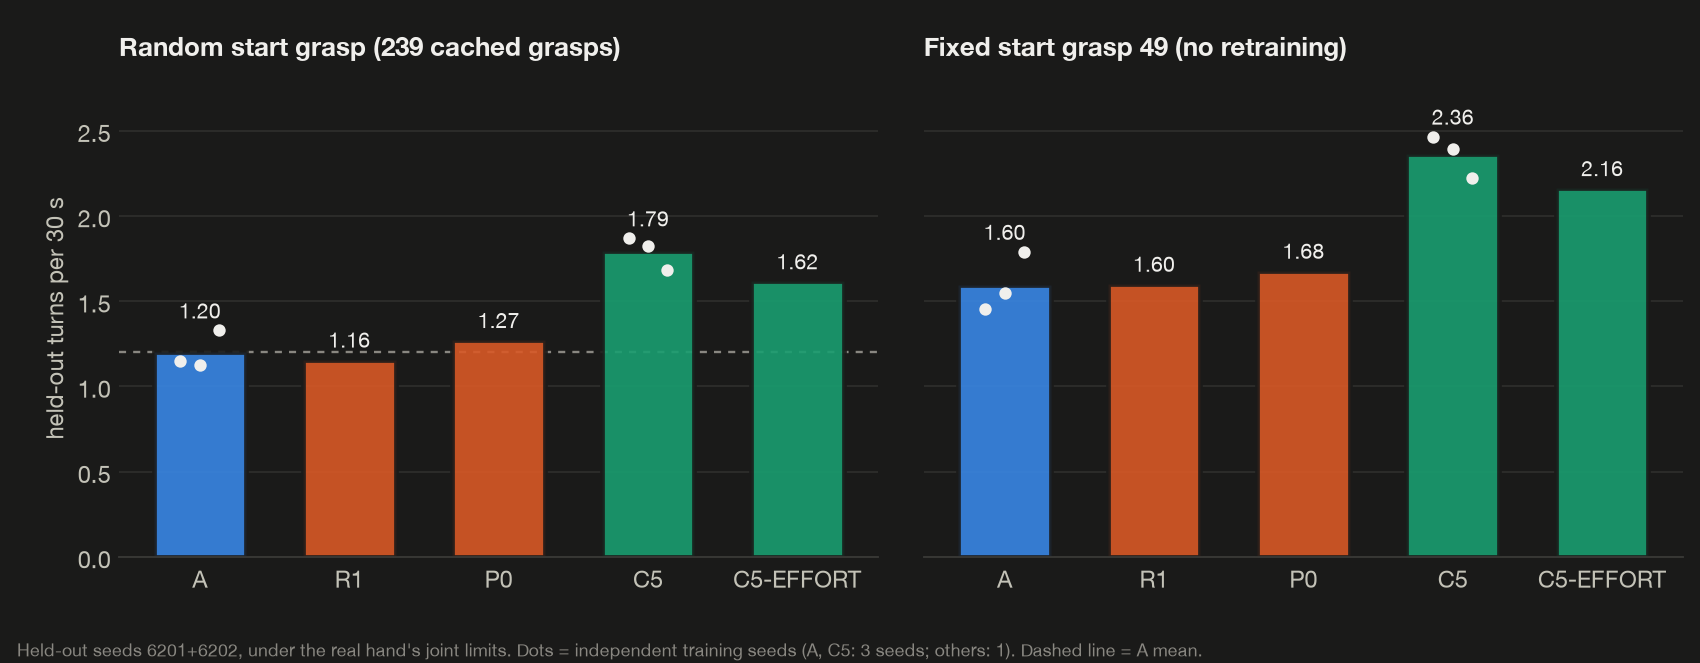 Random start grasp (239 cached grasps)
Fixed start grasp 49 (no retraining)
held-out turns per 30 s
2.5
2.0
1.5
1.0
0.5
0.0
1.20
1.16
1.27
1.79
1.62
A
R1
P0
C5
C5-EFFORT
1.60
1.60
1.68
2.36
2.16
A
R1
P0
C5
C5-EFFORT
Held-out seeds 6201+6202, under the real hand's joint limits. Dots = independent training seeds (A, C5: 3 seeds; others: 1). Dashed line = A mean.